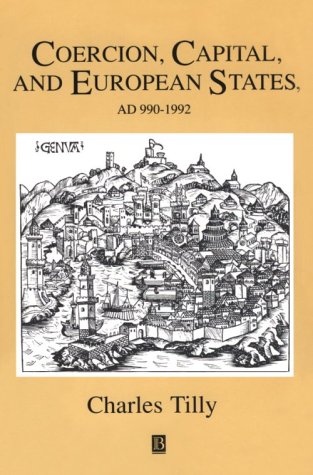 COERCION, CAPITAL,
AND EUROPEAN STATES,
AD 990-1992
GENVA
Charles Tilly
B